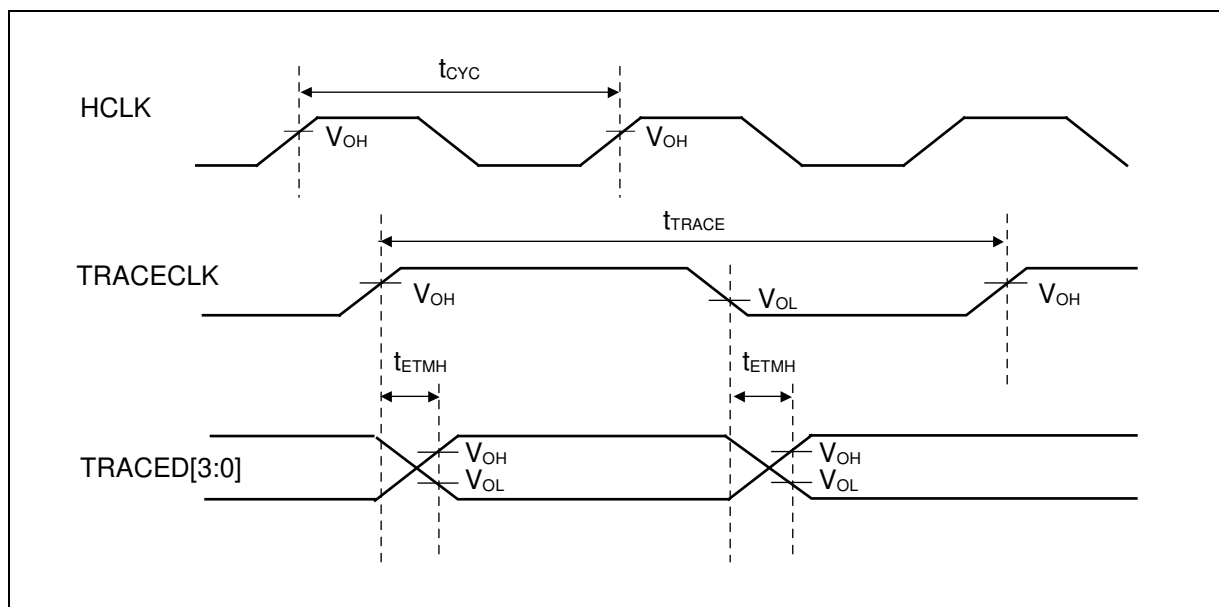 tCYC
HCLK
VOH
VOH
tTRACE
TRACECLK
VOH
VOL
VOH
tETMH
tETMH
TRACED[3:0]
VOH
VOH
VOL
VOL